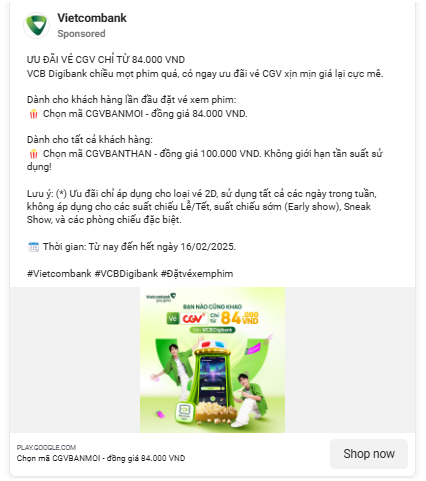 Vietcombank
Sponsored
ƯU ĐÃI VÉ CGV CHỈ TỪ 84.000 VND
VCB Digibank chiều mọt phim quá, có ngay ưu đãi vé CGV xịn mịn giá lại cực mê.
Dành cho khách hàng lần đầu đặt vé xem phim:
🍿 Chọn mã CGVBANMOI - đồng giá 84.000 VND.
Dành cho tất cả khách hàng:
🍿 Chọn mã CGVBANTHAN - đồng giá 100.000 VND. Không giới hạn tần suất sử
dụng!
Lưu ý: (*) Ưu đãi chỉ áp dụng cho loại vé 2D, sử dụng tất cả các ngày trong tuần,
không áp dụng cho các suất chiếu Lễ/Tết, suất chiếu sớm (Early show), Sneak
Show, và các phòng chiếu đặc biệt.
🗓️ Thời gian: Từ nay đến hết ngày 16/02/2025.
#Vietcombank #VCBDigibank #Đặtvéxemphim
Vietcombank
BẠN NÀO CŨNG KHAO
Vé CGV Chỉ từ 84.000 VND
VCBDigibank
PLAY.GOOGLE.COM
Chọn mã CGVBANMOI - đồng giá 84.000 VND
Shop now